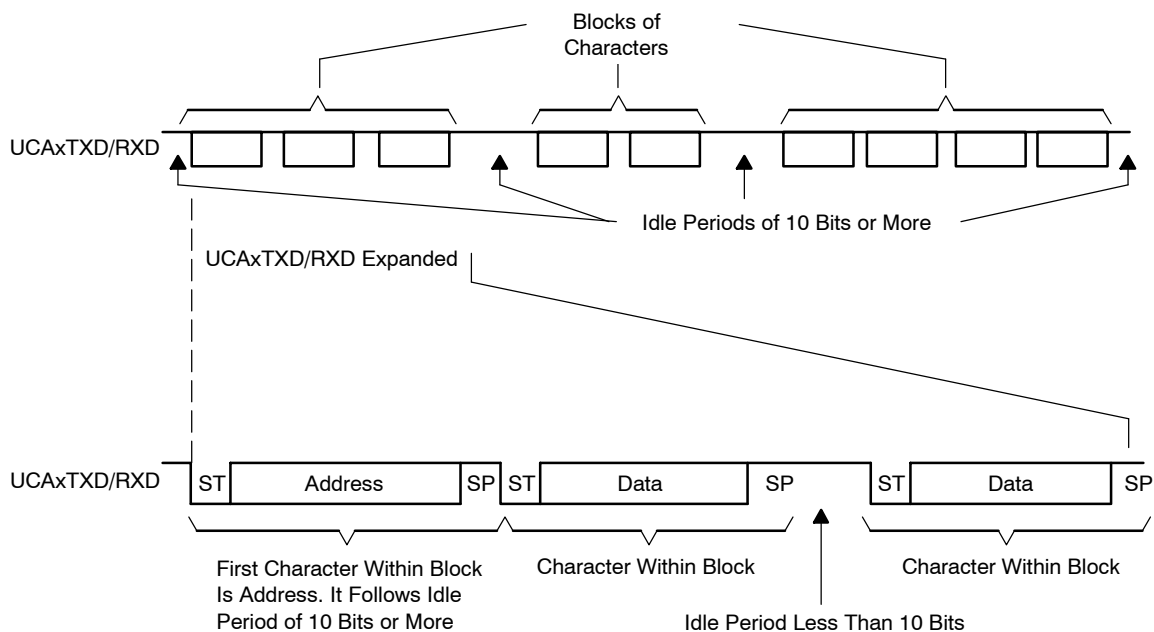 Blocks of
Characters
UCAxTXD/RXD
Idle Periods of 10 Bits or More
UCAxTXD/RXD Expanded
UCAxTXD/RXD
ST
Address
SP
ST
Data
SP
ST
Data
SP
First Character Within Block
Is Address. It Follows Idle
Period of 10 Bits or More
Character Within Block
Character Within Block
Idle Period Less Than 10 Bits